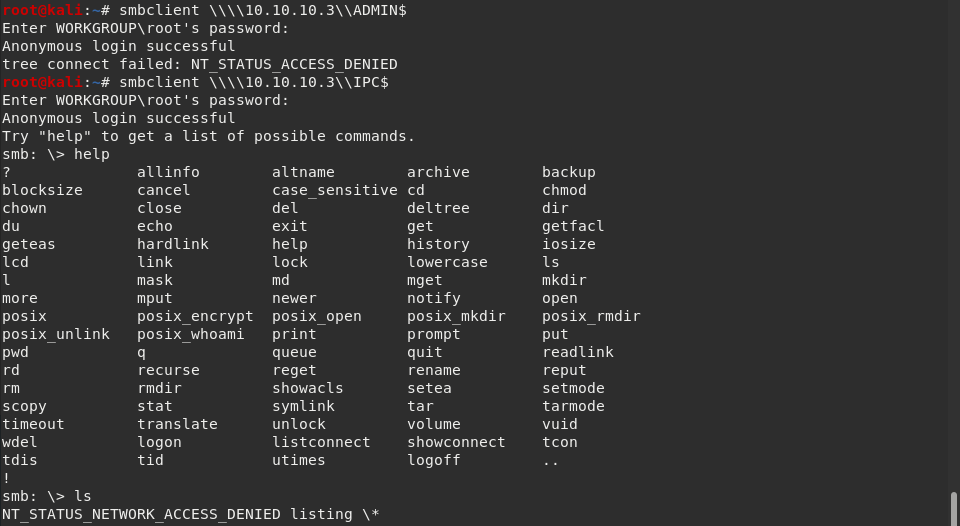 root@kali:~# smbclient \\\\10.10.10.3\\ADMIN$
Enter WORKGROUP\root's password:
Anonymous login successful
tree connect failed: NT_STATUS_ACCESS_DENIED
root@kali:~# smbclient \\\\10.10.10.3\\IPC$
Enter WORKGROUP\root's password:
Anonymous login successful
Try "help" to get a list of possible commands.
smb: \> help
?              allinfo        altname        archive        backup
blocksize      cancel         case_sensitive cd             chmod
chown          close          del            deltree        dir
du             echo           exit           get            getfacl
geteas         hardlink       help           history        iosize
lcd            link           lock           lowercase      ls
l              mask           md             mget           mkdir
more           mput           newer          notify         open
posix          posix_encrypt  posix_open     posix_mkdir    posix_rmdir
posix_unlink   posix_whoami   print          prompt         put
pwd            q              queue          quit           readlink
rd             recurse        reget          rename         reput
rm             rmdir          showacls       setea          setmode
scopy          stat           symlink        tar            tarmode
timeout        translate      unlock         volume         vuid
wdel           logon          listconnect    showconnect    tcon
tdis           tid            utimes         logoff         ..
!
smb: \> ls
NT_STATUS_NETWORK_ACCESS_DENIED listing \*